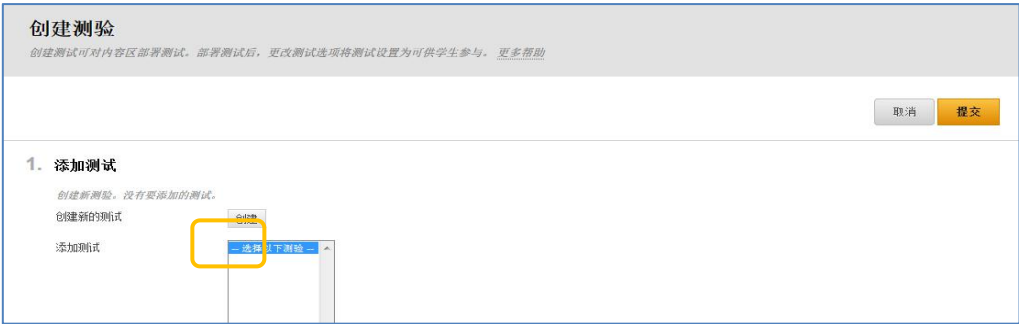 创建测验
创建测试可对内容区部署测试。部署测试后，更改测试选项将测试设置为可供学生参与。 更多帮助
取消 提交
1. 添加测试
创建新测验。没有要添加的测试。
创建新的测试 创建
添加测试 -- 选择以下测验 --